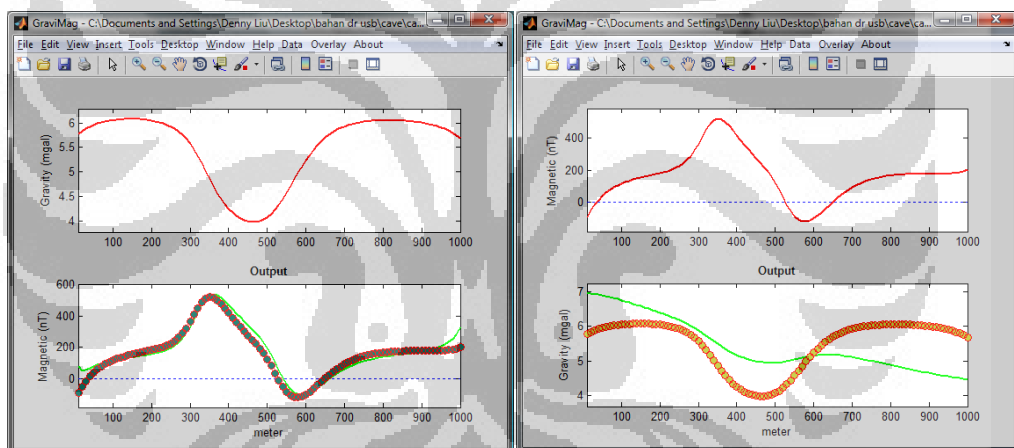 GraviMag - C:\Documents and Settings\Denny Liu\Desktop\bahan dr usb\cave\ca...
File Edit View Insert Tools Desktop Window Help Data Overlay About
Gravity (mgal)
6
5.5
5
4.5
4
100 200 300 400 500 600 700 800 900 1000
Output
Magnetic (nT)
600
400
200
0
100 200 300 400 500 600 700 800 900 1000
meter
GraviMag - C:\Documents and Settings\Denny Liu\Desktop\bahan dr usb\cave\ca...
File Edit View Insert Tools Desktop Window Help Data Overlay About
Magnetic (nT)
400
200
0
100 200 300 400 500 600 700 800 900 1000
Output
Gravity (mgal)
7
6
5
4
100 200 300 400 500 600 700 800 900 1000
meter